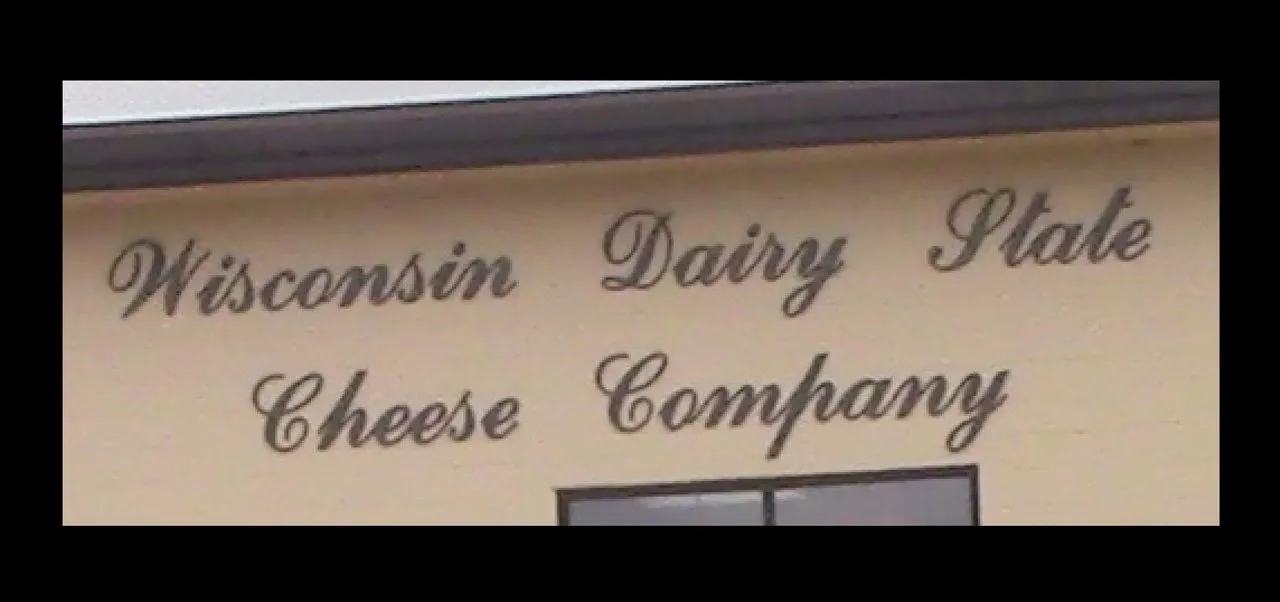 Wisconsin Dairy State
Cheese Company